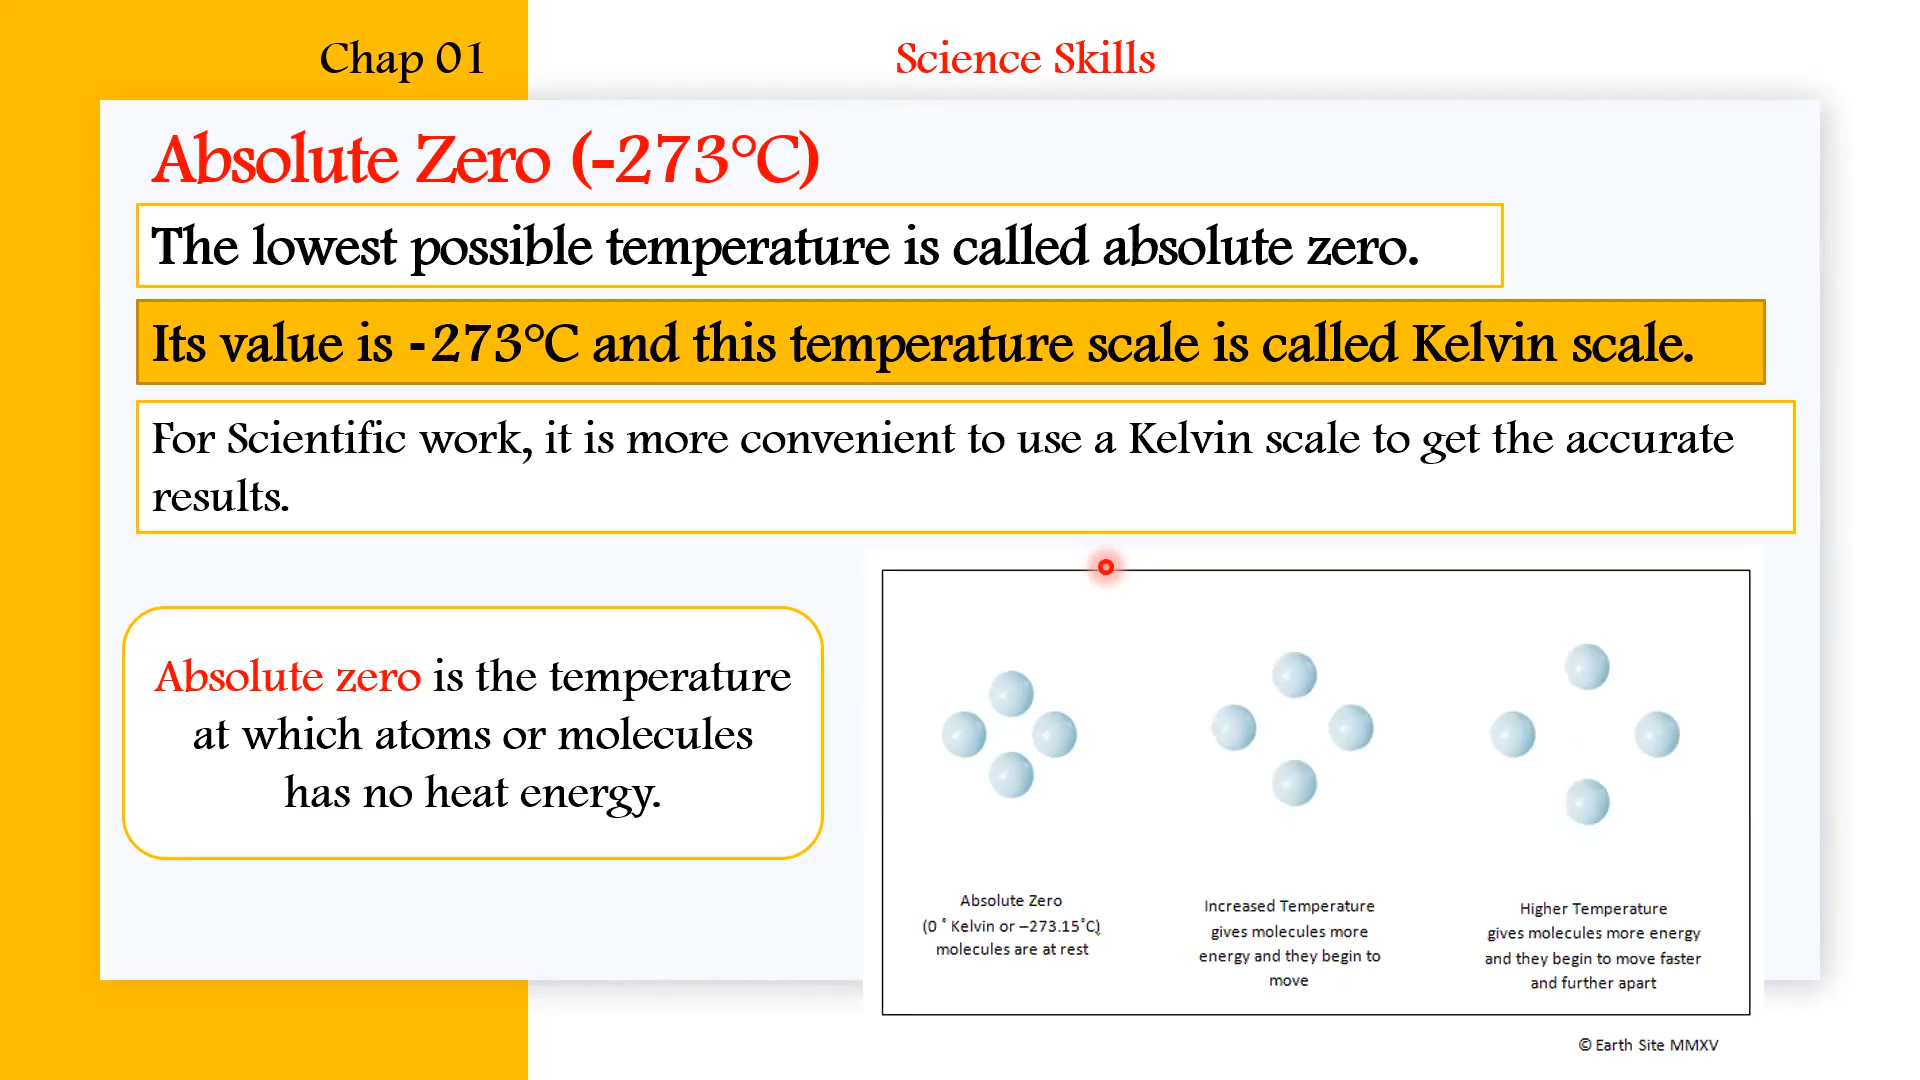 Chap 01
Science Skills
Absolute Zero (-273°C)
The lowest possible temperature is called absolute zero.
Its value is -273°C and this temperature scale is called Kelvin scale.
For Scientific work, it is more convenient to use a Kelvin scale to get the accurate
results.
Absolute zero is the temperature
at which atoms or molecules
has no heat energy.
Absolute Zero
(0 ˚ Kelvin or –273.15˚C)
molecules are at rest
Increased Temperature
gives molecules more
energy and they begin to
move
Higher Temperature
gives molecules more energy
and they begin to move faster
and further apart
© Earth Site MMXV